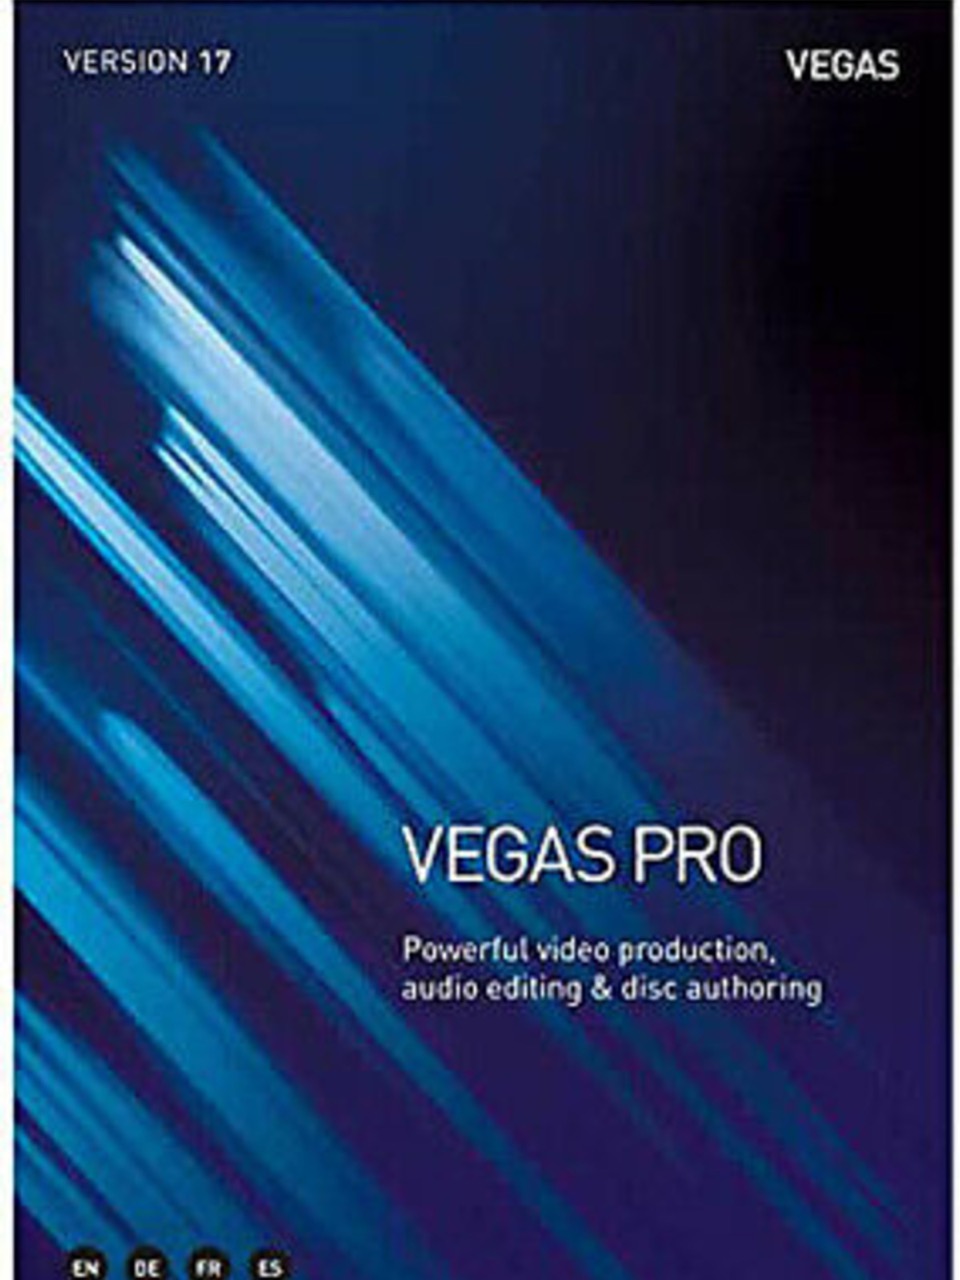 VERSION 17
VEGAS
VEGAS PRO
Powerful video production,
audio editing & disc authoring
EN DE FR ES